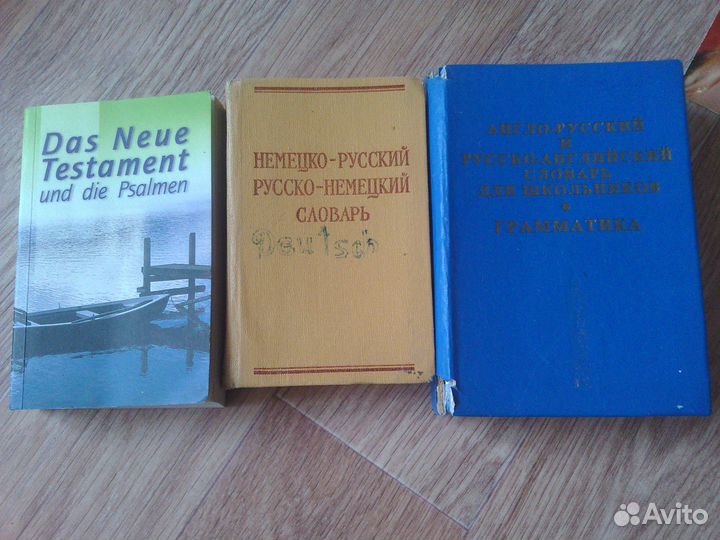 Das Neue
Testament
und die Psalmen
НЕМЕЦКО-РУССКИЙ
РУССКО-НЕМЕЦКИЙ
СЛОВАРЬ
Deutsch
АНГЛО-РУССКИЙ
И
РУССКО-АНГЛИЙСКИЙ
СЛОВАРЬ
ДЛЯ ШКОЛЬНИКОВ
ГРАММАТИКА
Avito